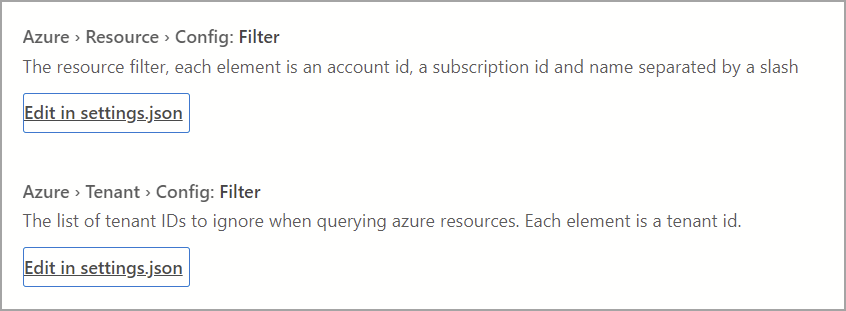 Azure › Resource › Config: Filter
The resource filter, each element is an account id, a subscription id and name separated by a slash
Edit in settings.json
Azure › Tenant › Config: Filter
The list of tenant IDs to ignore when querying azure resources. Each element is a tenant id.
Edit in settings.json